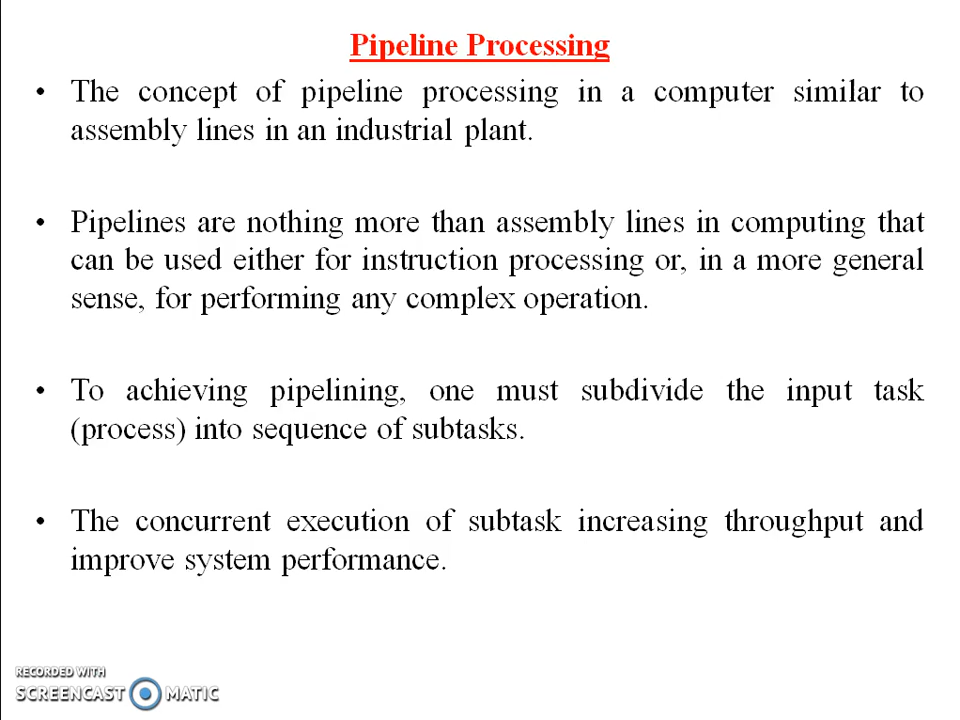 Pipeline Processing
• The concept of pipeline processing in a computer similar to
assembly lines in an industrial plant.
• Pipelines are nothing more than assembly lines in computing that
can be used either for instruction processing or, in a more general
sense, for performing any complex operation.
• To achieving pipelining, one must subdivide the input task
(process) into sequence of subtasks.
• The concurrent execution of subtask increasing throughput and
improve system performance.
RECORDED WITH
SCREENCAST MATIC